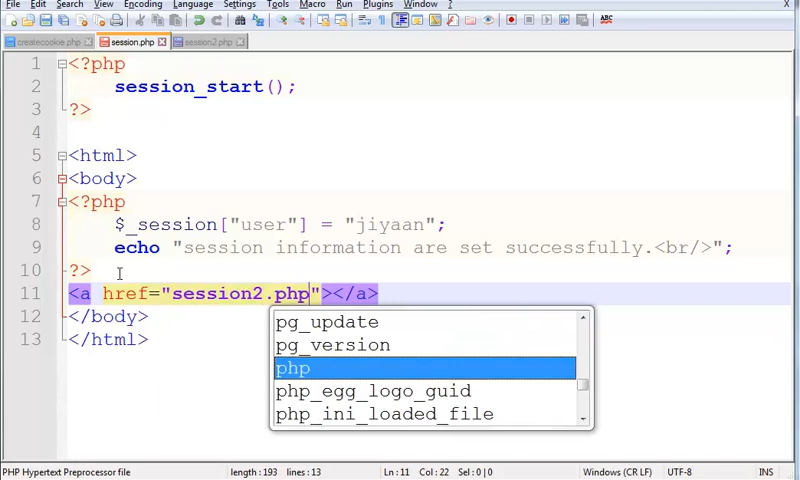 File Edit Search View Encoding Language Settings Tools Macro Run Plugins Window ? X
createcookie.php session.php session2.php
1 <?php
2 session_start();
3 ?>
4
5 <html>
6 <body>
7 <?php
8 $_session["user"] = "jiyaan";
9 echo "session information are set successfully.<br/>";
10 ?>
11 <a href="session2.php"></a>
12 </body>
13 </html>
pg_update
pg_version
php
php_egg_logo_guid
php_ini_loaded_file
PHP Hypertext Preprocessor file length : 193 lines : 13 Ln : 11 Col : 22 Sel : 0 | 0 Windows (CR LF) UTF-8 INS